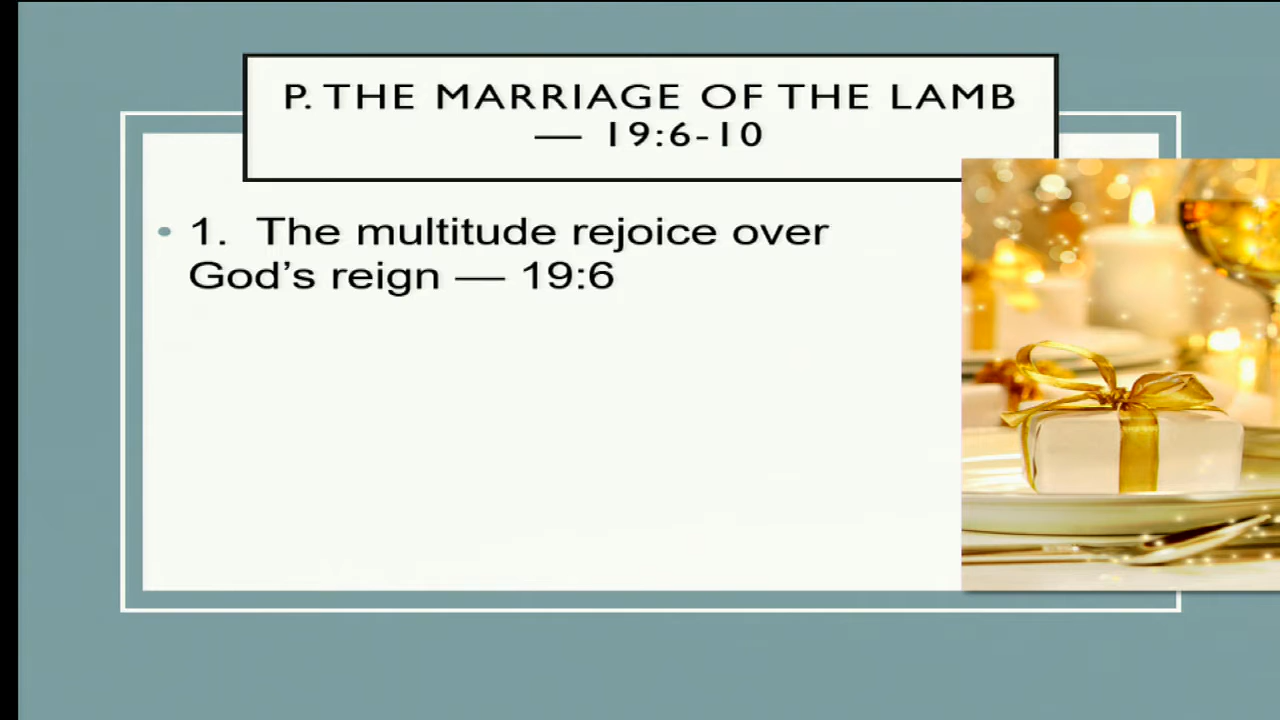 P. THE MARRIAGE OF THE LAMB
— 19:6-10
• 1. The multitude rejoice over
God’s reign — 19:6